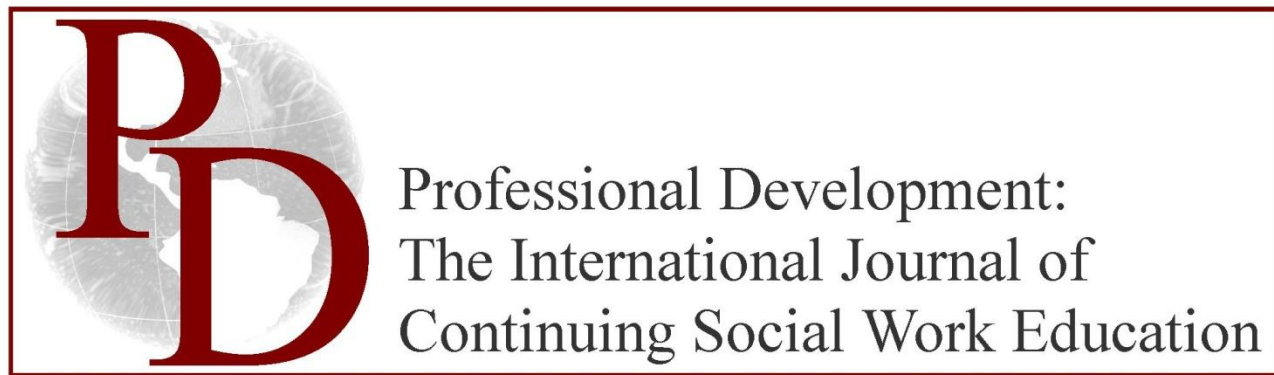 PD
Professional Development:
The International Journal of
Continuing Social Work Education